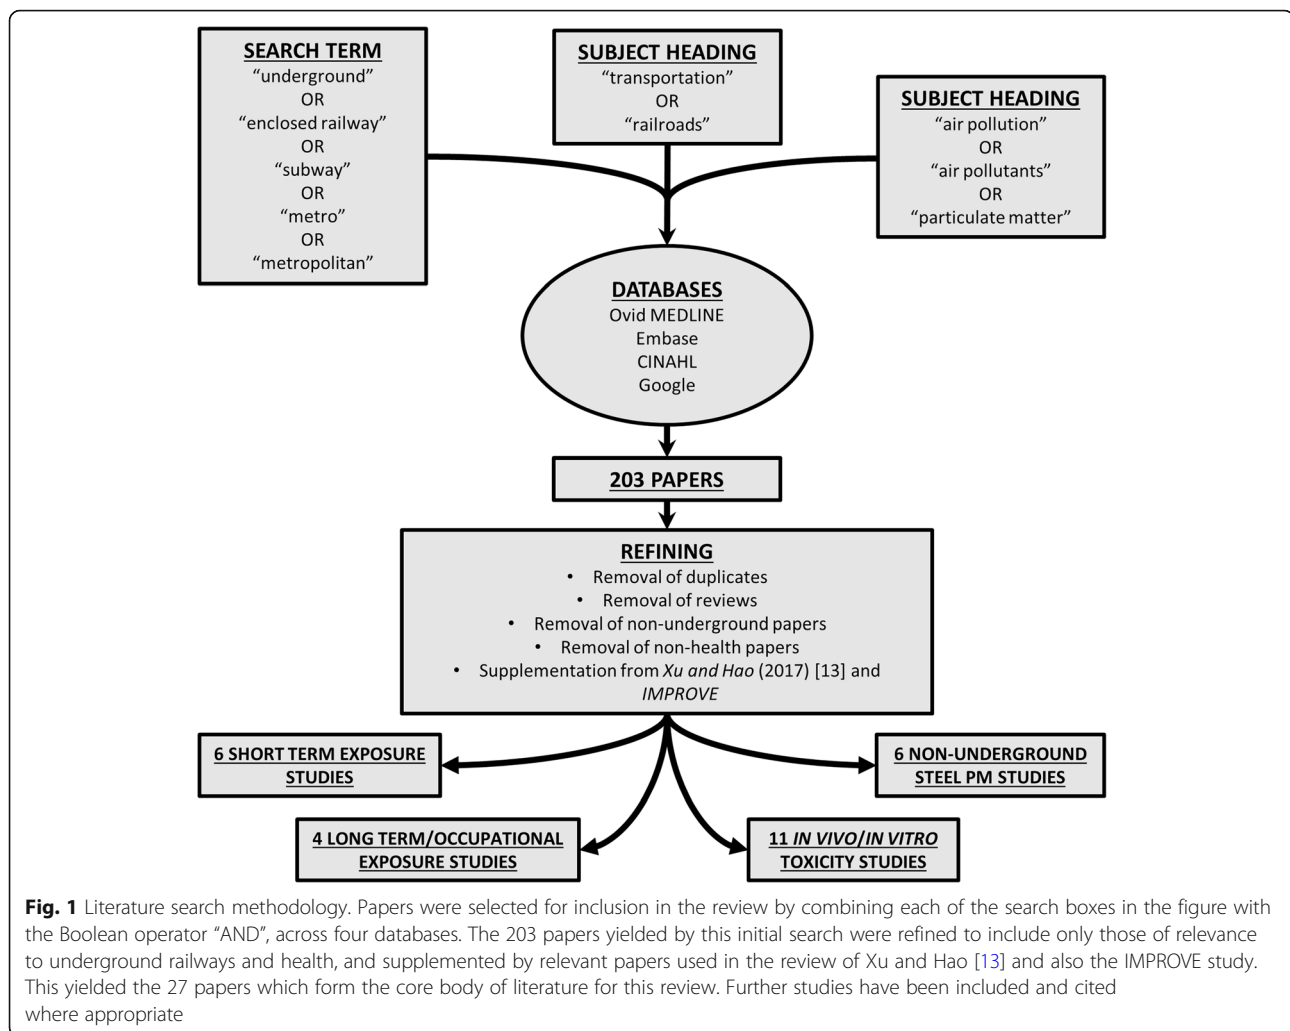 SEARCH TERM
“underground”
OR
“enclosed railway”
OR
“subway”
OR
“metro”
OR
“metropolitan”
SUBJECT HEADING
“transportation”
OR
“railroads”
SUBJECT HEADING
“air pollution”
OR
“air pollutants”
OR
“particulate matter”
DATABASES
Ovid MEDLINE
Embase
CINAHL
Google
203 PAPERS
REFINING
• Removal of duplicates
• Removal of reviews
• Removal of non-underground papers
• Removal of non-health papers
• Supplementation from Xu and Hao (2017) [13] and
IMPROVE
6 SHORT TERM EXPOSURE
STUDIES
6 NON-UNDERGROUND
STEEL PM STUDIES
4 LONG TERM/OCCUPATIONAL
EXPOSURE STUDIES
11 IN VIVO/IN VITRO
TOXICITY STUDIES
Fig. 1 Literature search methodology. Papers were selected for inclusion in the review by combining each of the search boxes in the figure with
the Boolean operator “AND”, across four databases. The 203 papers yielded by this initial search were refined to include only those of relevance
to underground railways and health, and supplemented by relevant papers used in the review of Xu and Hao [13] and also the IMPROVE study.
This yielded the 27 papers which form the core body of literature for this review. Further studies have been included and cited
where appropriate